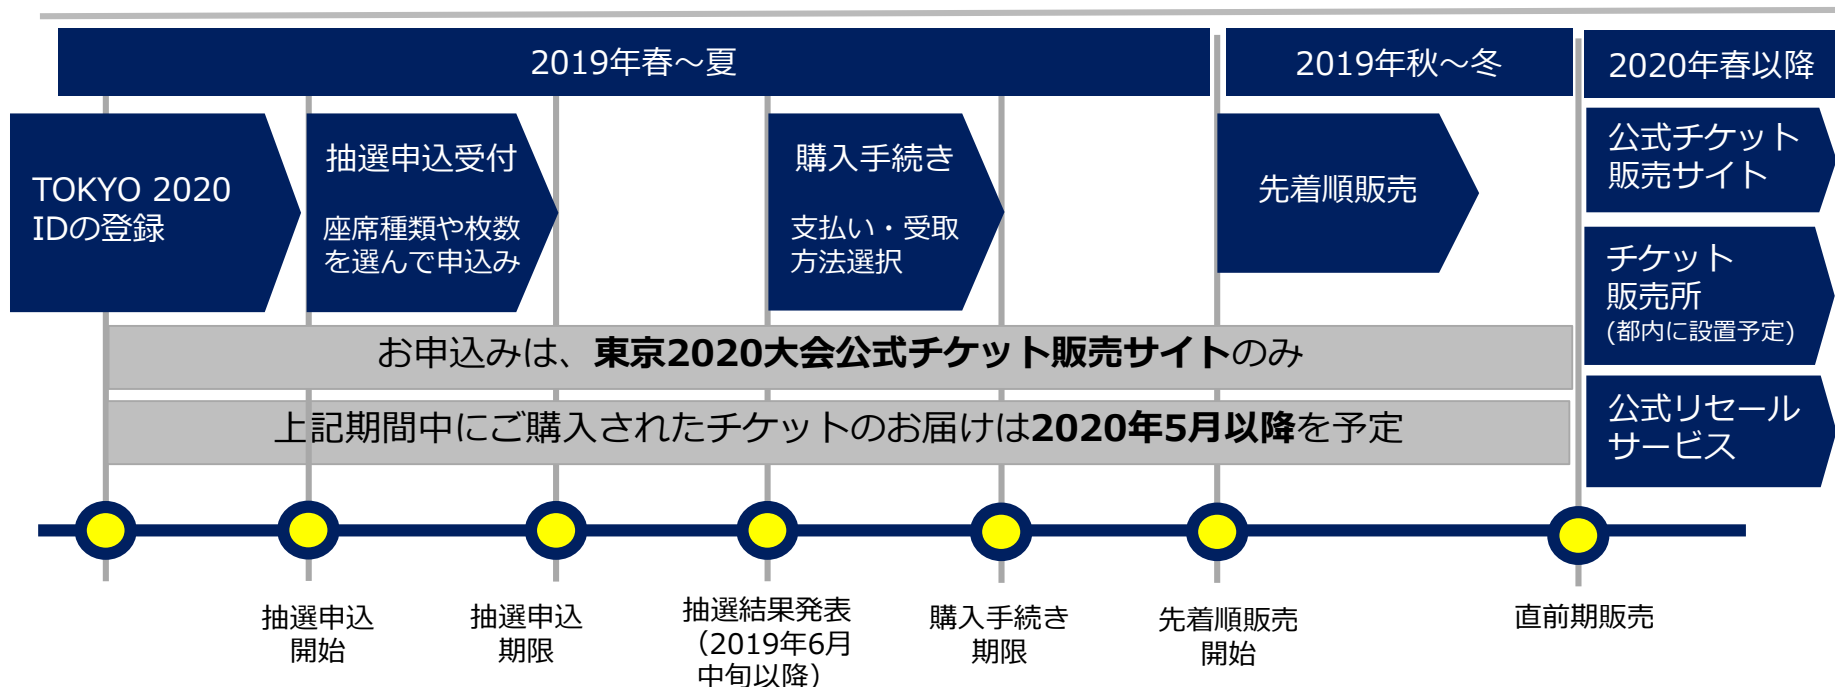 2019年春～夏
2019年秋～冬
2020年春以降
TOKYO 2020
IDの登録
抽選申込受付
座席種類や枚数
を選んで申込み
購入手続き
支払い・受取
方法選択
先着順販売
公式チケット
販売サイト
チケット
販売所
(都内に設置予定)
公式リセール
サービス
お申込みは、東京2020大会公式チケット販売サイトのみ
上記期間中にご購入されたチケットのお届けは2020年5月以降を予定
抽選申込
開始
抽選申込
期限
抽選結果発表
（2019年6月
中旬以降）
購入手続き
期限
先着順販売
開始
直前期販売